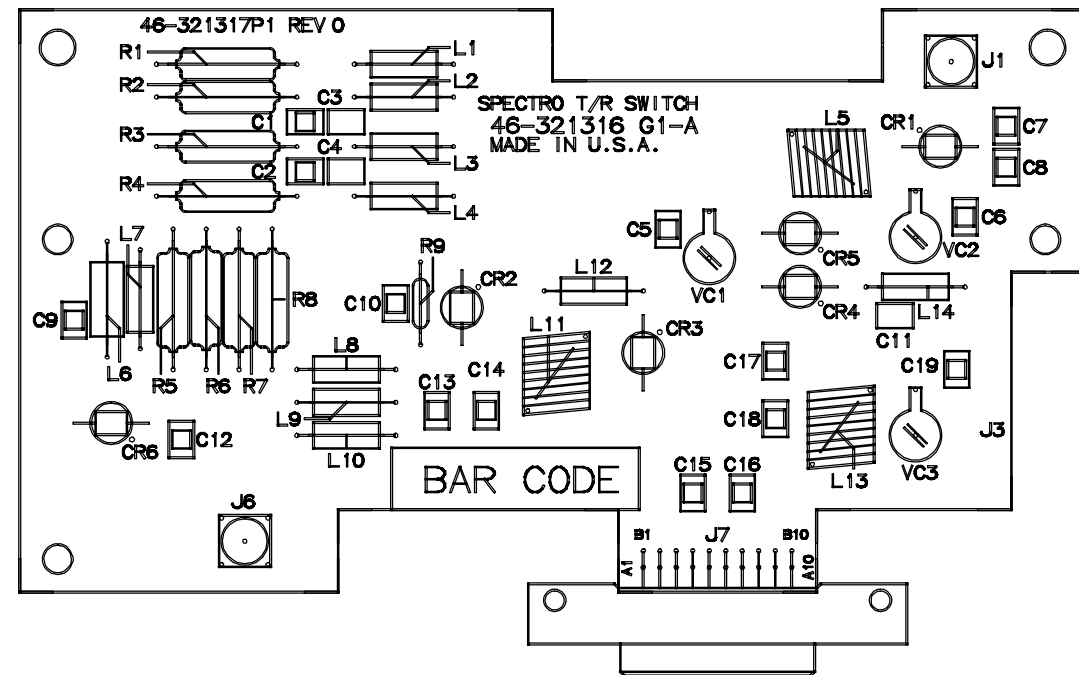 46-321317P1 REV 0
R1
L1
J1
R2
L2
C1
C3
SPECTRO T/R SWITCH
46-321316 G1-A
MADE IN U.S.A.
L5
CR1
C7
R3
L3
C2
C4
C8
R4
L4
C5
C6
L7
R9
CR2
L12
VC1
CR5
VC2
R8
C10
CR4
L14
C9
L11
CR3
C11
L6
R5
R6
R7
L8
C13
C14
C17
C19
L9
C18
J3
CR6
C12
L10
BAR CODE
L13
VC3
C15
C16
J6
B1
J7
B10
A1
A10